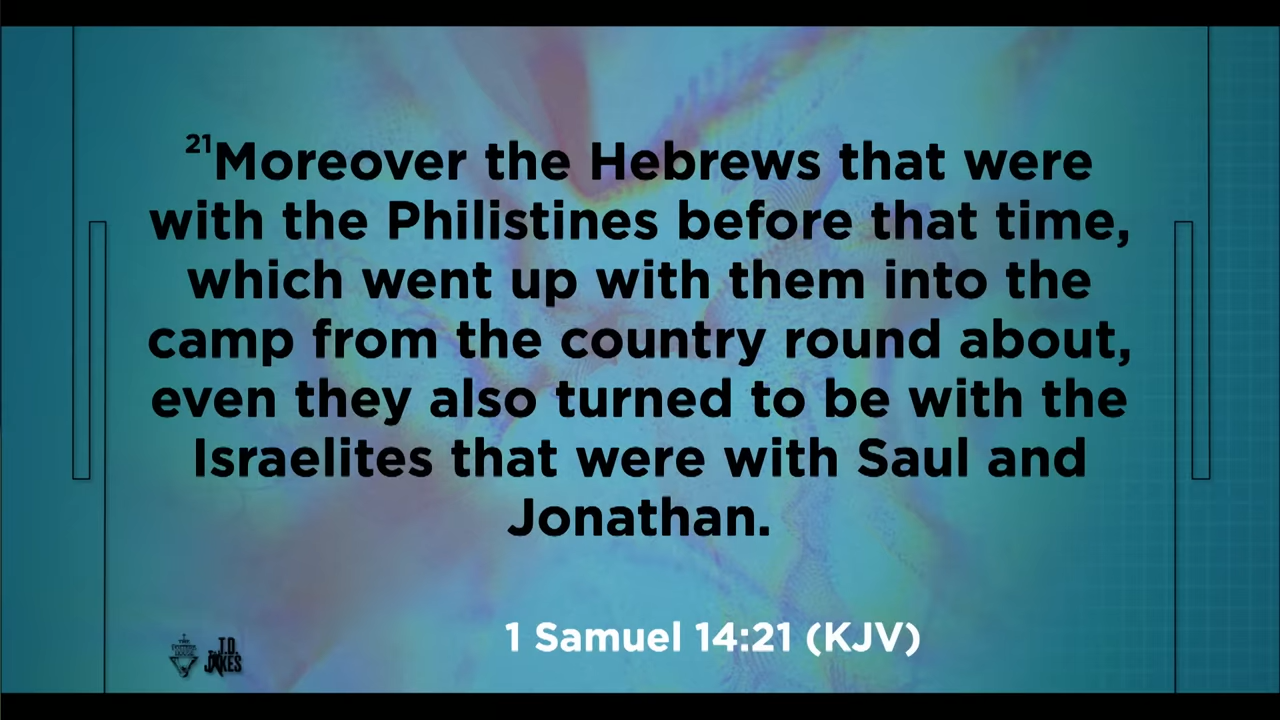 21Moreover the Hebrews that were
with the Philistines before that time,
which went up with them into the
camp from the country round about,
even they also turned to be with the
Israelites that were with Saul and
Jonathan.
1 Samuel 14:21 (KJV)
THE
T.D.
JAKES